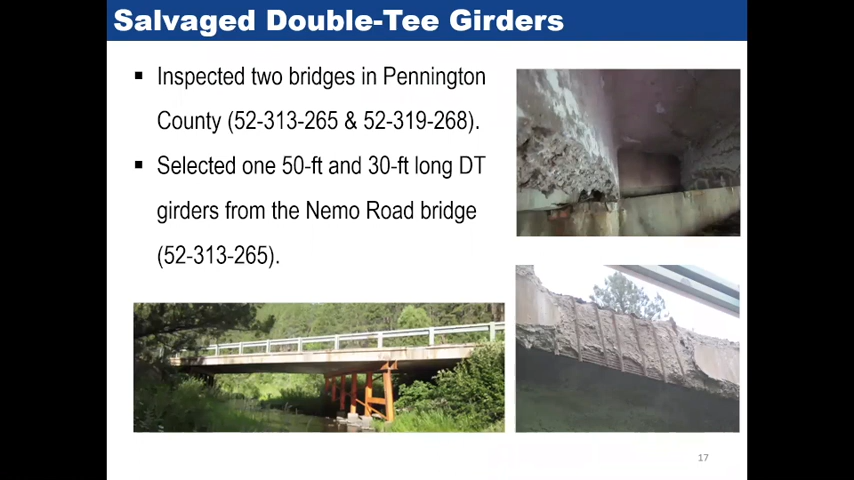 Salvaged Double-Tee Girders
▪ Inspected two bridges in Pennington
County (52-313-265 & 52-319-268).
▪ Selected one 50-ft and 30-ft long DT
girders from the Nemo Road bridge
(52-313-265).
17